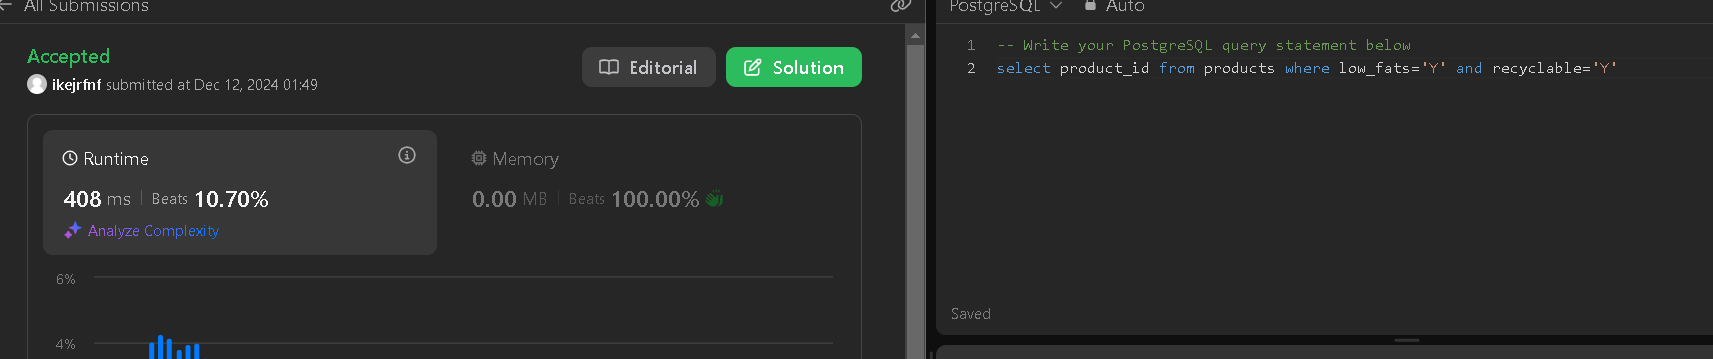 All Submissions
Accepted
ikejrfnf submitted at Dec 12, 2024 01:49
Editorial
Solution
Runtime
408 ms | Beats 10.70%
Analyze Complexity
Memory
0.00 MB | Beats 100.00%
6%
4%
PostgreSQL
Auto
1 -- Write your PostgreSQL query statement below
2 select product_id from products where low_fats='Y' and recyclable='Y'
Saved